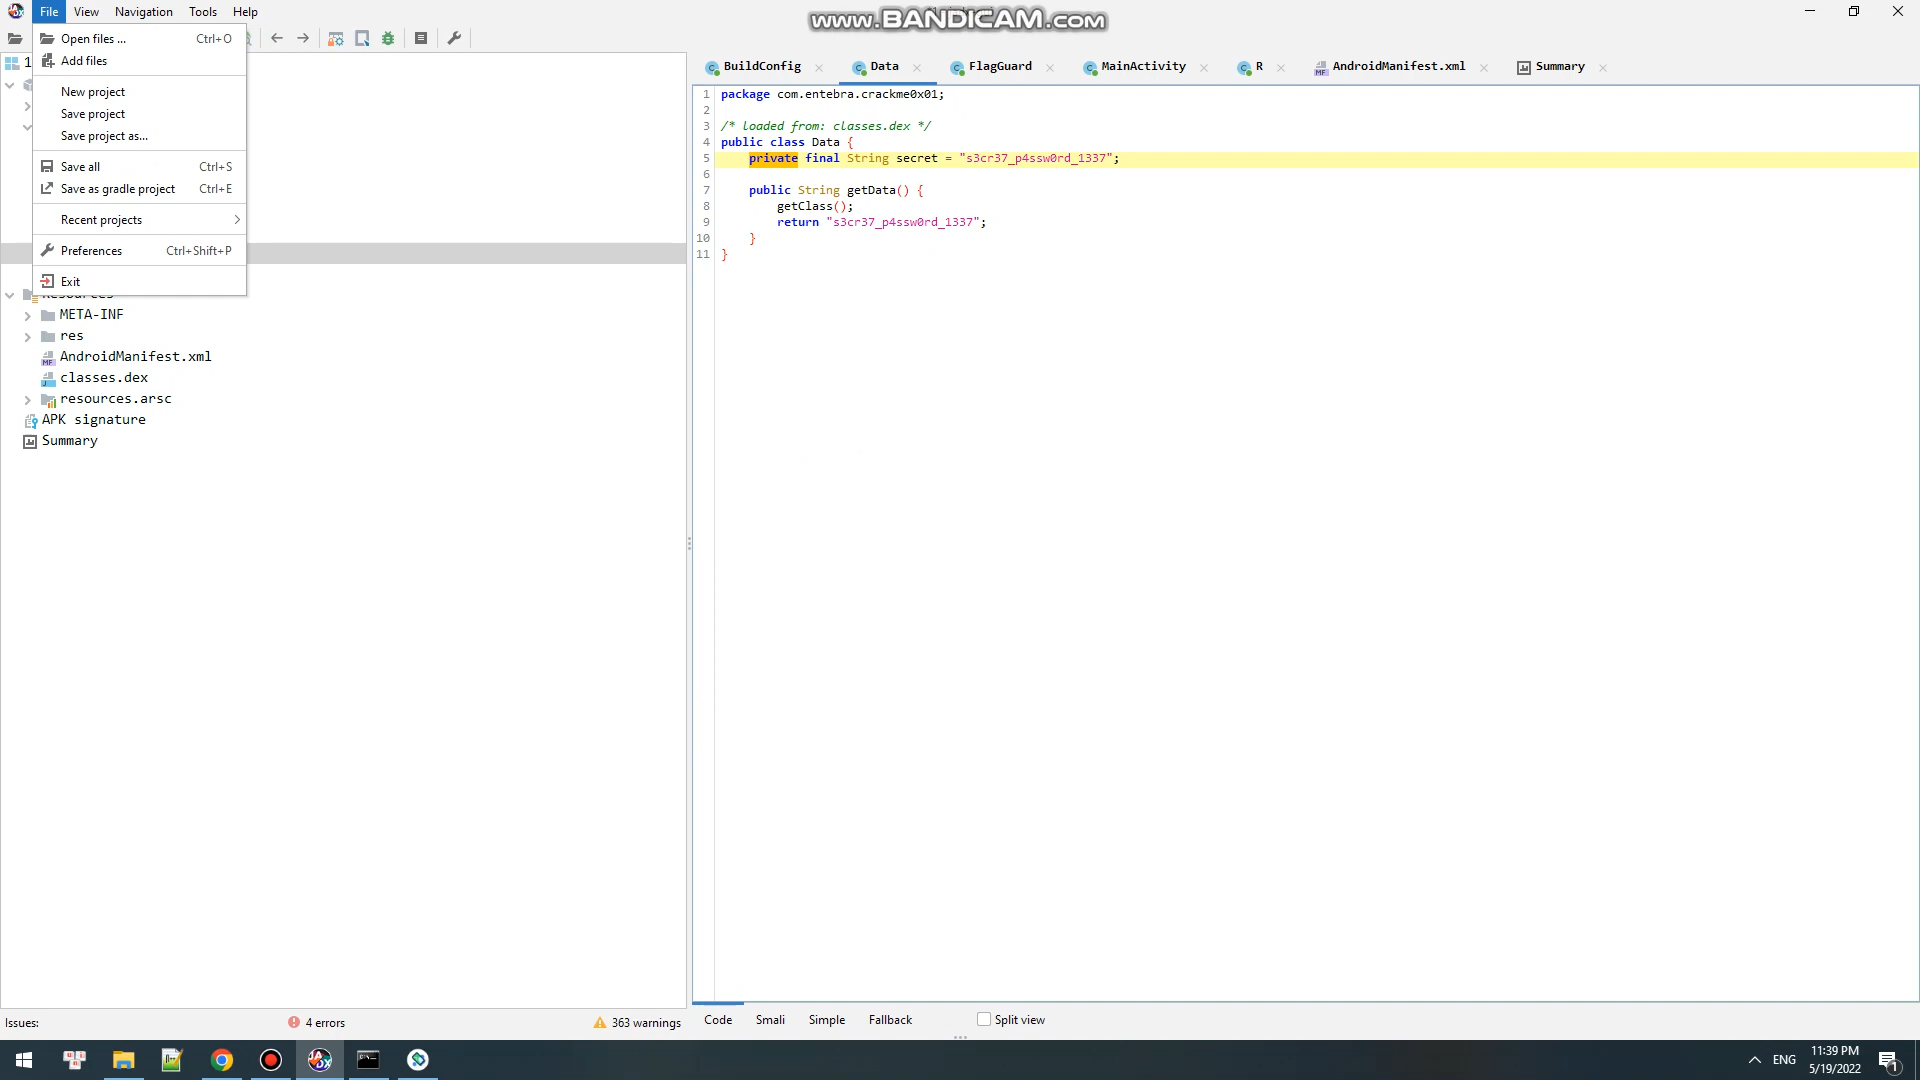 File View Navigation Tools Help
www.BANDICAM.com
Open files ... Ctrl+O
Add files
New project
Save project
Save project as...
Save all Ctrl+S
Save as gradle project Ctrl+E
Recent projects
Preferences Ctrl+Shift+P
Exit
1
META-INF
res
AndroidManifest.xml
classes.dex
resources.arsc
APK signature
Summary
BuildConfig Data FlagGuard MainActivity R AndroidManifest.xml Summary
1 package com.entebra.crackme0x01;
2
3 /* loaded from: classes.dex */
4 public class Data {
5 private final String secret = "s3cr37_p4ssw0rd_1337";
6
7 public String getData() {
8 getClass();
9 return "s3cr37_p4ssw0rd_1337";
10 }
11 }
Issues: 4 errors 363 warnings
Code Smali Simple Fallback Split view
ENG 11:39 PM
5/19/2022 1